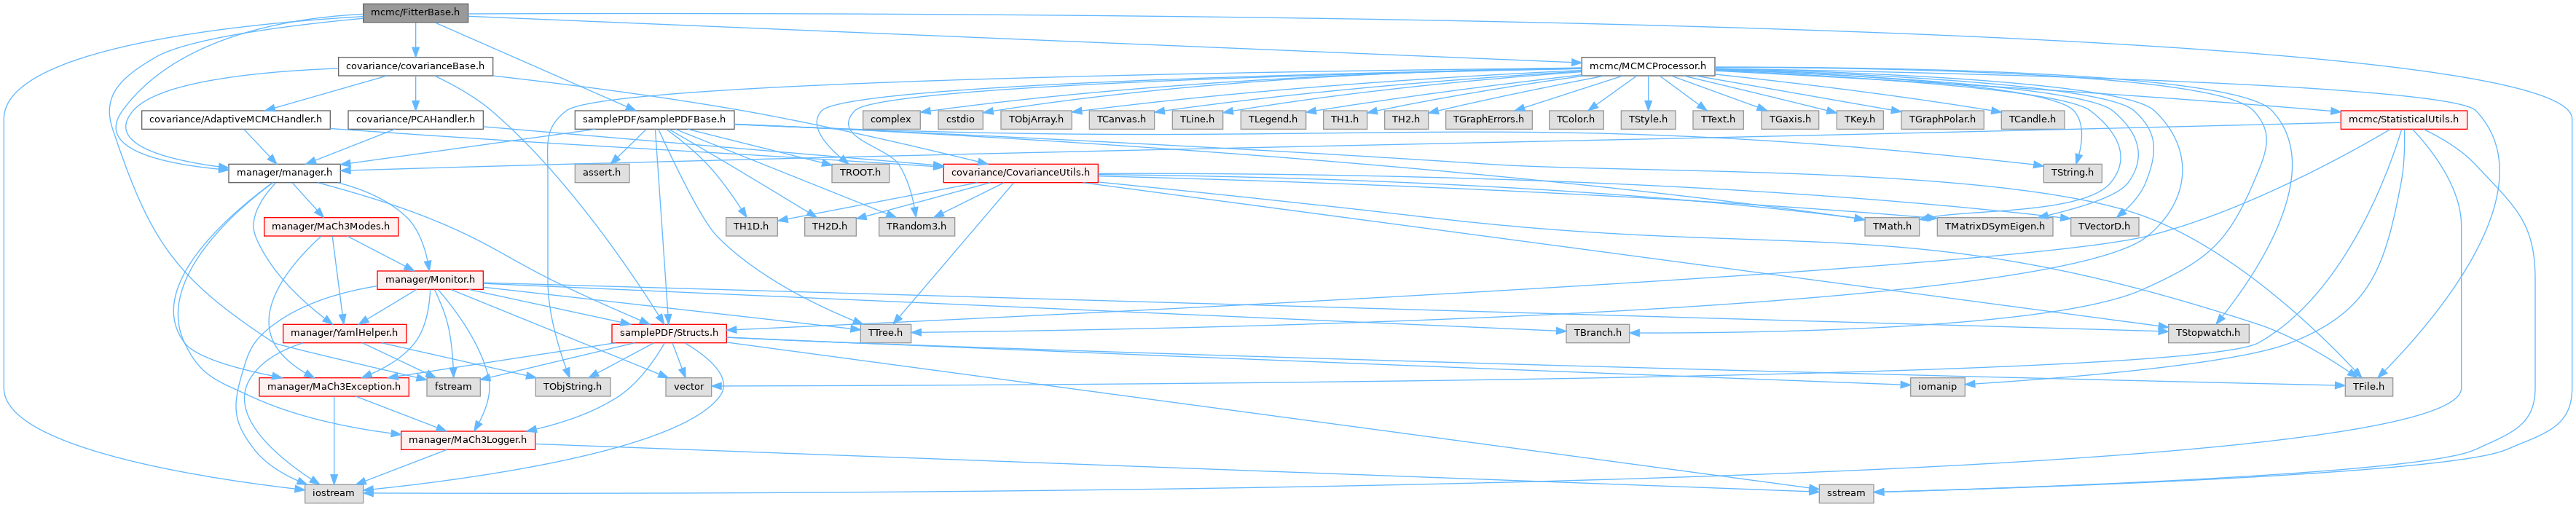 mcmc/FitterBase.h
covariance/covarianceBase.h
mcmc/MCMCProcessor.h
covariance/AdaptiveMCMCHandler.h
covariance/PCAHandler.h
samplePDF/samplePDFBase.h
complex
cstdio
TObjArray.h
TCanvas.h
TLine.h
TLegend.h
TH1.h
TH2.h
TGraphErrors.h
TColor.h
TStyle.h
TText.h
TGaxis.h
TKey.h
TGraphPolar.h
TCandle.h
mcmc/StatisticalUtils.h
manager/manager.h
assert.h
TROOT.h
covariance/CovarianceUtils.h
TString.h
manager/MaCh3Modes.h
TH1D.h
TH2D.h
TRandom3.h
TMath.h
TMatrixDSymEigen.h
TVectorD.h
manager/Monitor.h
manager/YamlHelper.h
samplePDF/Structs.h
TTree.h
TBranch.h
TStopwatch.h
manager/MaCh3Exception.h
fstream
TObjString.h
vector
iomanip
TFile.h
manager/MaCh3Logger.h
iostream
sstream